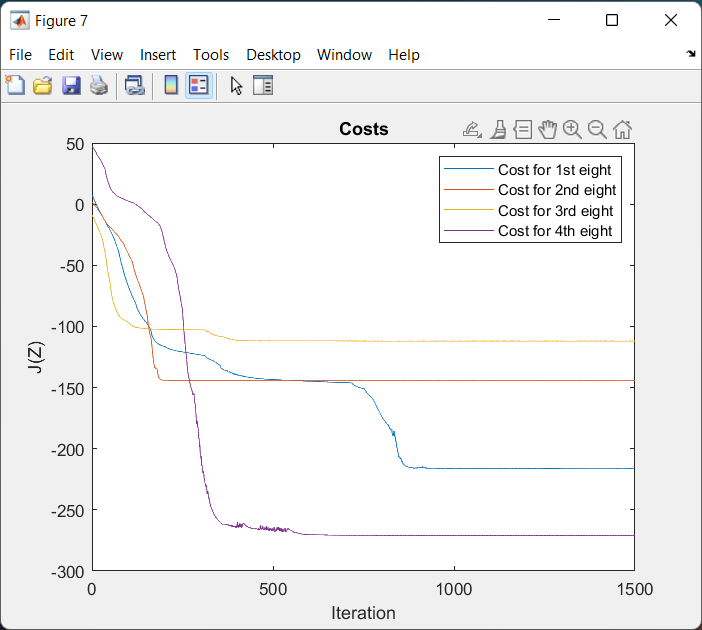 Figure 7
File Edit View Insert Tools Desktop Window Help
Costs
Cost for 1st eight
Cost for 2nd eight
Cost for 3rd eight
Cost for 4th eight
50
0
-50
-100
-150
-200
-250
-300
J(Z)
0 500 1000 1500
Iteration